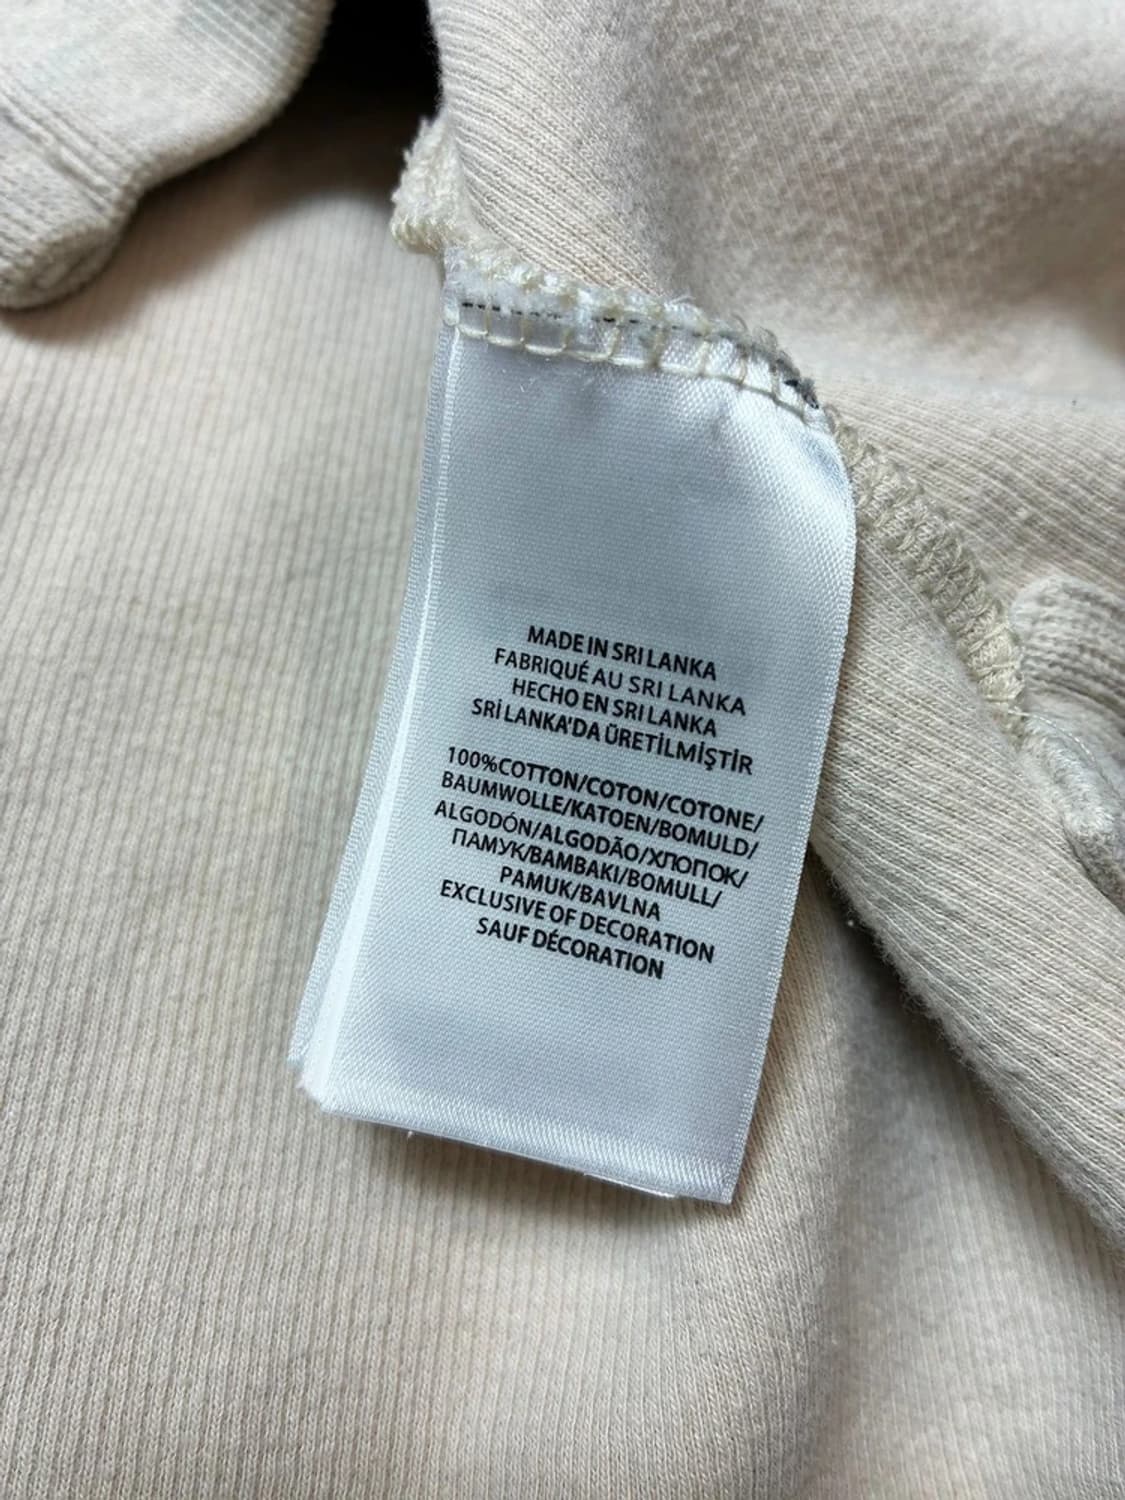 MADE IN SRI LANKA
FABRIQUÉ AU SRI LANKA
HECHO EN SRI LANKA
SRİ LANKA'DA ÜRETİLMİŞTİR
100%COTTON/COTON/COTONE/
BAUMWOLLE/KATOEN/BOMULD/
ALGODÓN/ALGODÃO/ХЛОПОК/
ПАМУК/BAMBAKI/BOMULL/
PAMUK/BAVLNA
EXCLUSIVE OF DECORATION
SAUF DÉCORATION